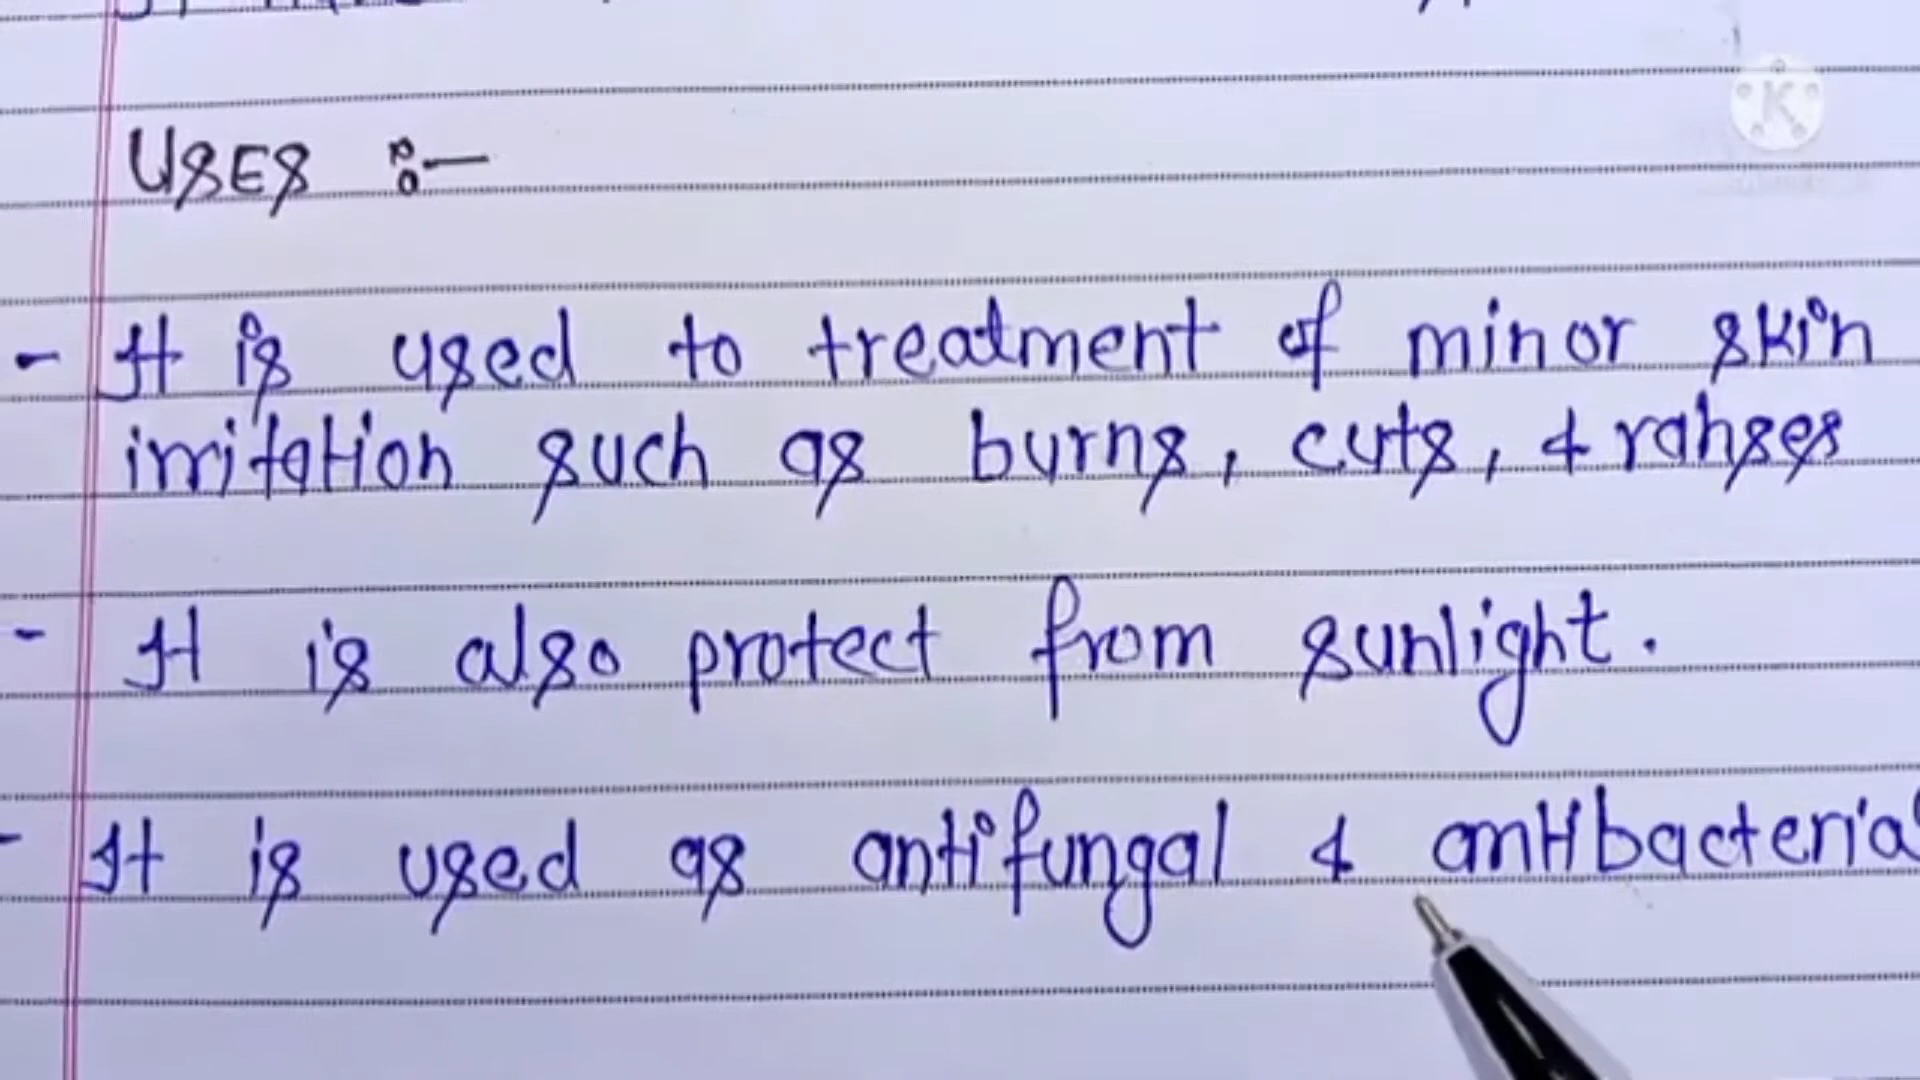 USES :-
- It is used to treatment of minor skin
irritation such as burns, cuts, & rahses
- It is also protect from sunlight.
- It is used as antifungal & antibacterial